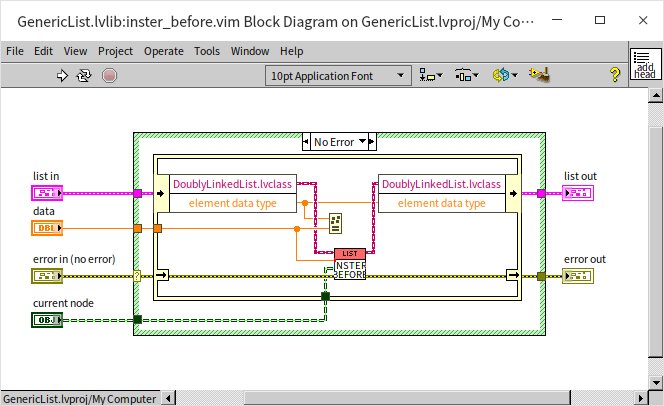 GenericList.lvlib:inster_before.vim Block Diagram on GenericList.lvproj/My Co···
File Edit View Project Operate Tools Window Help
10pt Application Font
?
add
head
No Error
list in
DoublyLinkedList.lvclass
element data type
DoublyLinkedList.lvclass
element data type
list out
data
DBL
LIST
INSTER
BEFORE
error in (no error)
?
error out
current node
OBJ
GenericList.lvproj/My Computer